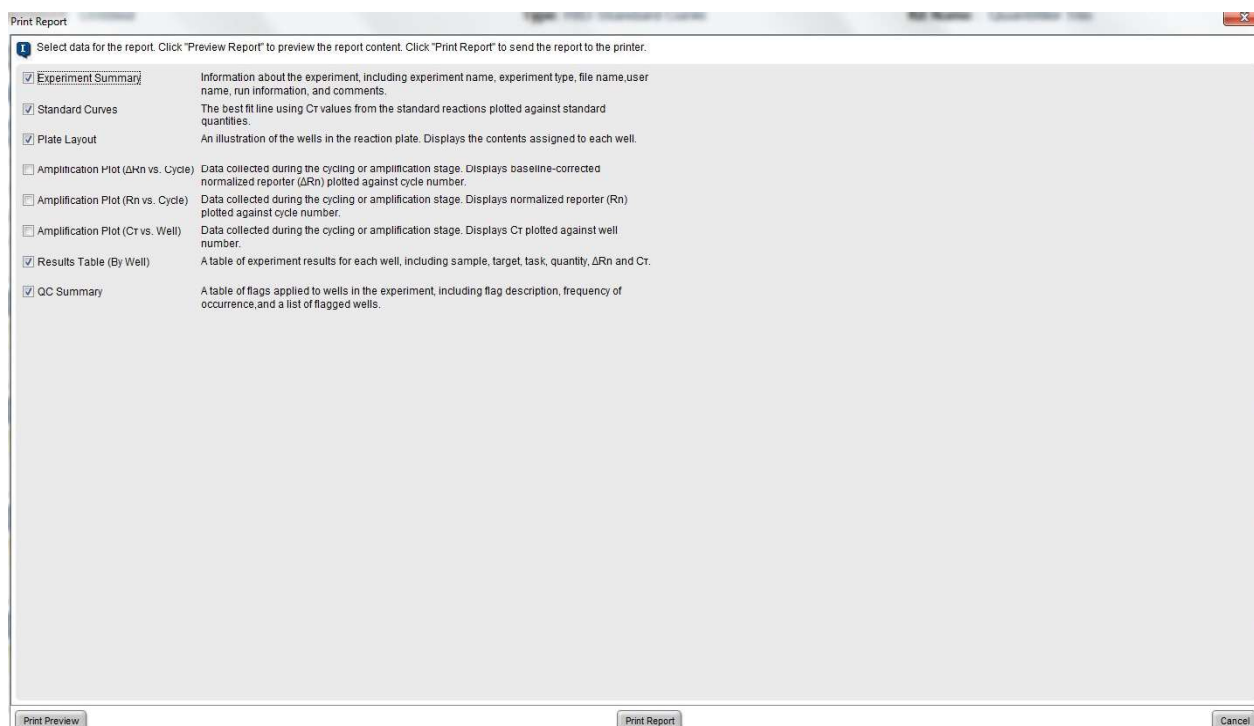 Print Report
Select data for the report. Click "Preview Report" to preview the report content. Click "Print Report" to send the report to the printer.
Experiment Summary
Information about the experiment, including experiment name, experiment type, file name,user
name, run information, and comments.
Standard Curves
The best fit line using Cт values from the standard reactions plotted against standard
quantities.
Plate Layout
An illustration of the wells in the reaction plate. Displays the contents assigned to each well.
Amplification Plot (ΔRn vs. Cycle)
Data collected during the cycling or amplification stage. Displays baseline-corrected
normalized reporter (ΔRn) plotted against cycle number.
Amplification Plot (Rn vs. Cycle)
Data collected during the cycling or amplification stage. Displays normalized reporter (Rn)
plotted against cycle number.
Amplification Plot (Cт vs. Well)
Data collected during the cycling or amplification stage. Displays Cт plotted against well
number.
Results Table (By Well)
A table of experiment results for each well, including sample, target, task, quantity, ΔRn and Cт.
QC Summary
A table of flags applied to wells in the experiment, including flag description, frequency of
occurrence,and a list of flagged wells.
Print Preview
Print Report
Cancel